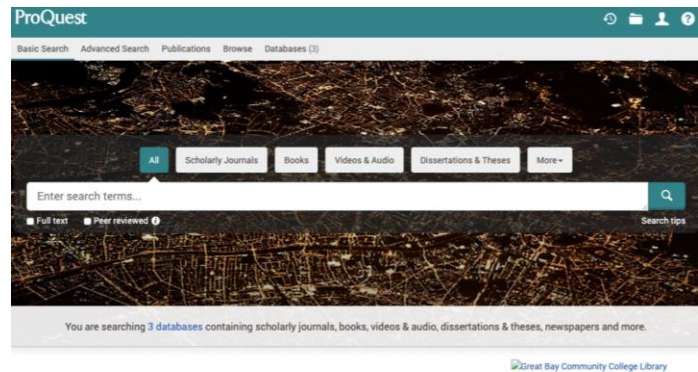 ProQuest
Basic Search Advanced Search Publications Browse Databases (3)
All Scholarly Journals Books Videos & Audio Dissertations & Theses More
Enter search terms...
Full text Peer reviewed Search tips
You are searching 3 databases containing scholarly journals, books, videos & audio, dissertations & theses, newspapers and more.
Great Bay Community College Library